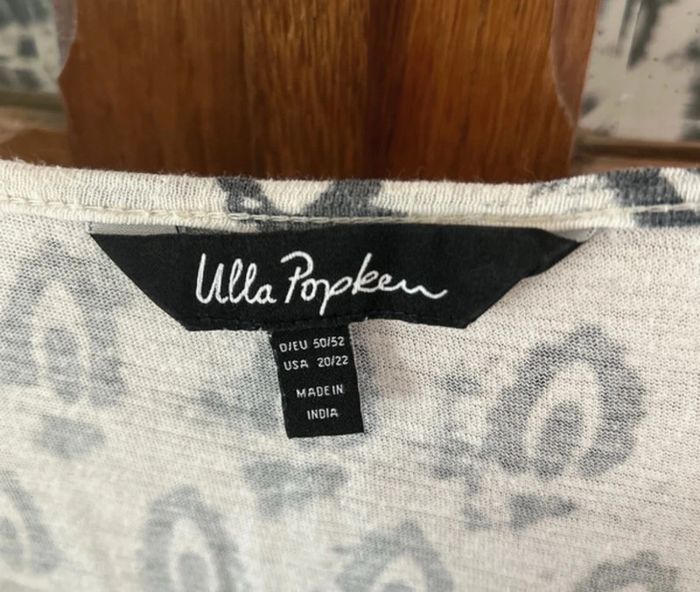 Ulla Popken
D/EU 50/52
USA 20/22
MADE IN
INDIA